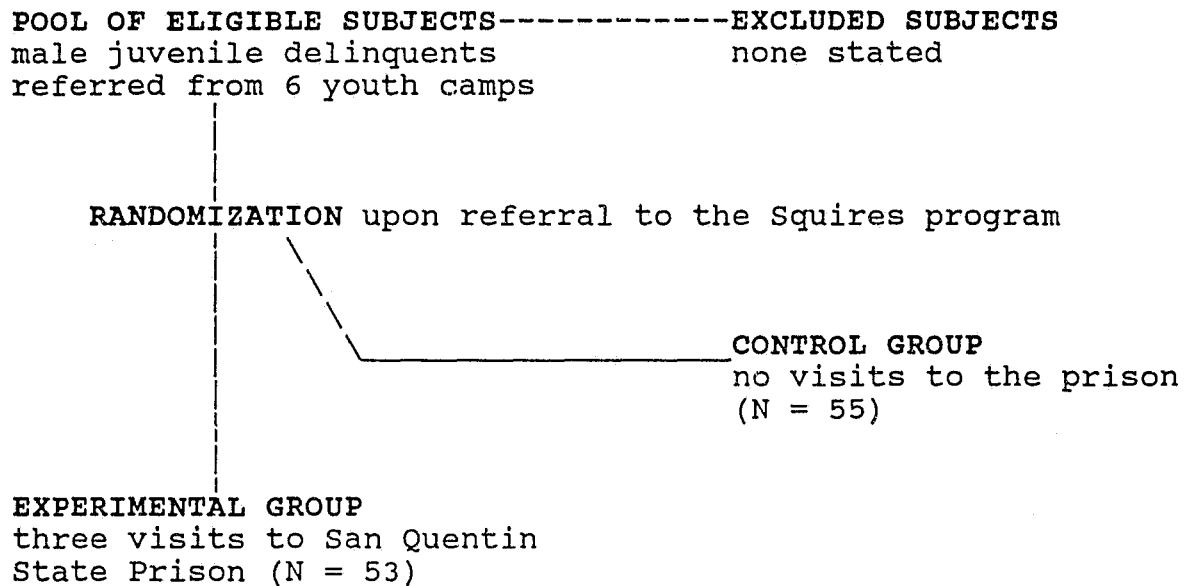 POOL OF ELIGIBLE SUBJECTS------------EXCLUDED SUBJECTS
male juvenile delinquents none stated
referred from 6 youth camps
RANDOMIZATION upon referral to the Squires program
CONTROL GROUP
no visits to the prison
(N = 55)
EXPERIMENTAL GROUP
three visits to San Quentin
State Prison (N = 53)